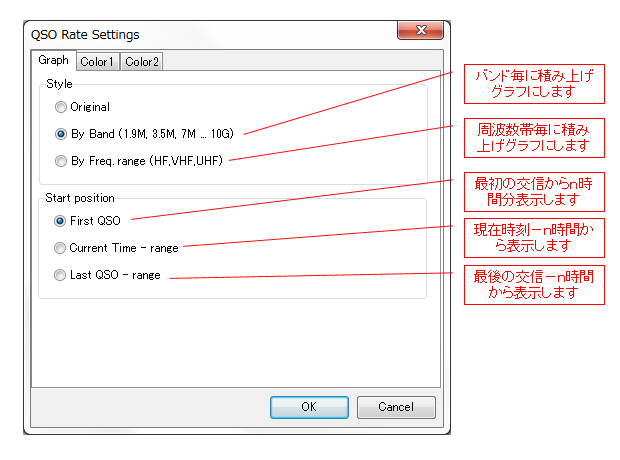 QSO Rate Settings
Graph Color1 Color2
Style
Original
By Band (1.9M, 3.5M, 7M ... 10G)
By Freq. range (HF,VHF,UHF)
Start position
First QSO
Current Time - range
Last QSO - range
OK Cancel
バンド毎に積み上げ
グラフにします
周波数帯毎に積み
上げグラフにします
最初の交信からn時
間分表示します
現在時刻－n時間か
ら表示します
最後の交信－n時間
から表示します